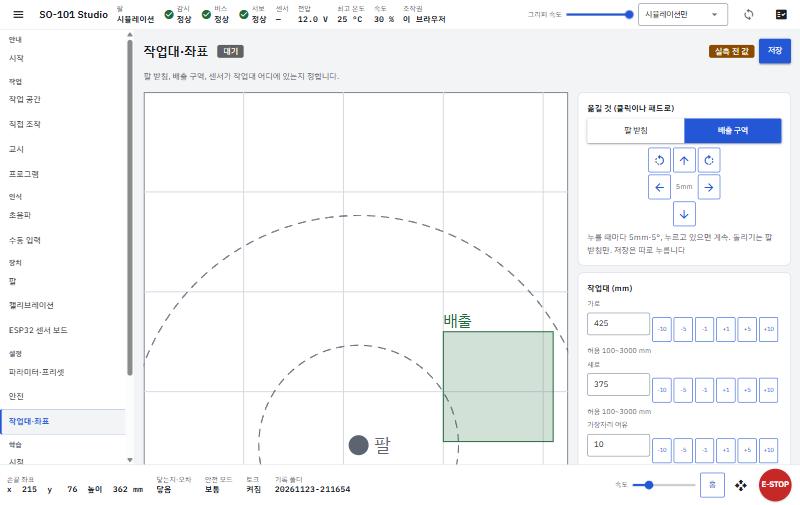 SO-101 Studio
팔
시뮬레이션
감시
정상
버스
정상
서보
정상
센서
—
전압
12.0 V
최고 온도
25 °C
속도
30 %
조작권
이 브라우저
그리퍼 속도
시뮬레이션만
안내
시작
작업
작업 공간
직접 조작
교시
프로그램
인식
초음파
수동 입력
장치
팔
캘리브레이션
ESP32 센서 보드
설정
파라미터·프리셋
안전
작업대·좌표
학습
시작
작업대·좌표
대기
실측 전 값
저장
팔 받침, 배출 구역, 센서가 작업대 어디에 있는지 정합니다.
배출
팔
옮길 것 (클릭이나 패드로)
팔 받침
배출 구역
5mm
누를 때마다 5mm·5°, 누르고 있으면 계속. 돌리기는 팔
받침만. 저장은 따로 누릅니다
작업대 (mm)
가로
425
-10
-5
-1
+1
+5
+10
허용 100~3000 mm
세로
375
-10
-5
-1
+1
+5
+10
허용 100~3000 mm
가장자리 여유
10
-10
-5
-1
+1
+5
+10
손끝 좌표
x 215 y 76 높이 362 mm
닿는지·오차
닿음
안전 모드
보통
토크
켜짐
기록 폴더
20261123-211654
속도
홈
E-STOP